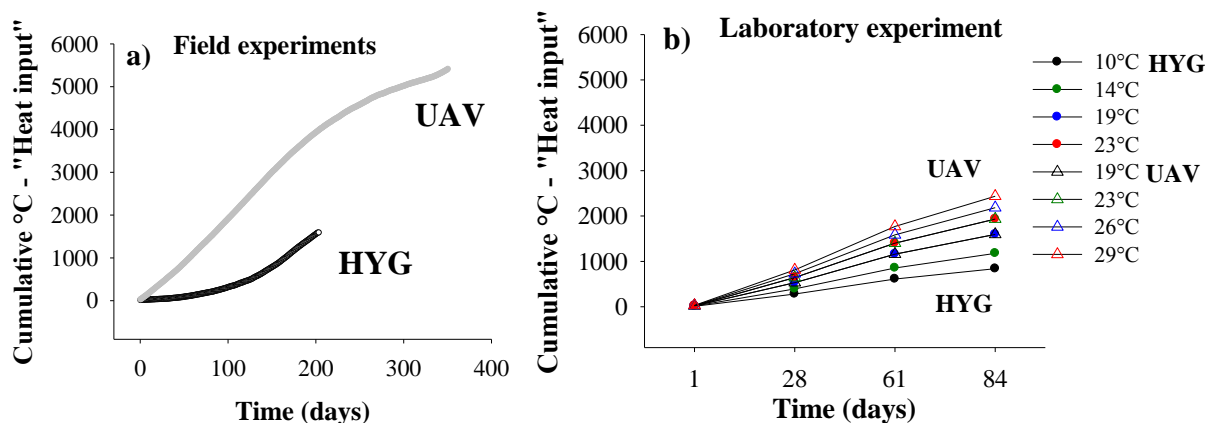 a) Field experiments
Cumulative °C - "Heat input"
6000
5000
4000
3000
2000
1000
0
UAV
HYG
0 100 200 300 400
Time (days)
b) Laboratory experiment
Cumulative °C - "Heat input"
6000
5000
4000
3000
2000
1000
0
UAV
HYG
1 28 61 84
Time (days)
10°C HYG
14°C
19°C
23°C
19°C UAV
23°C
26°C
29°C